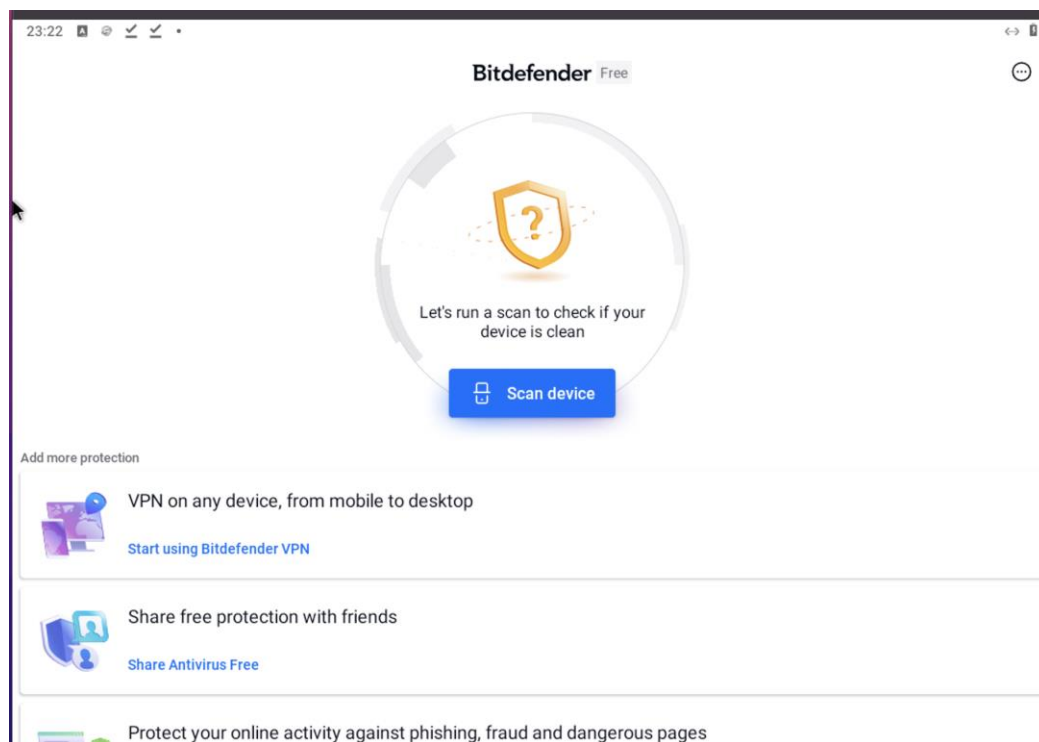 23:22
Bitdefender Free
Let's run a scan to check if your
device is clean
Scan device
Add more protection
VPN on any device, from mobile to desktop
Start using Bitdefender VPN
Share free protection with friends
Share Antivirus Free
Protect your online activity against phishing, fraud and dangerous pages